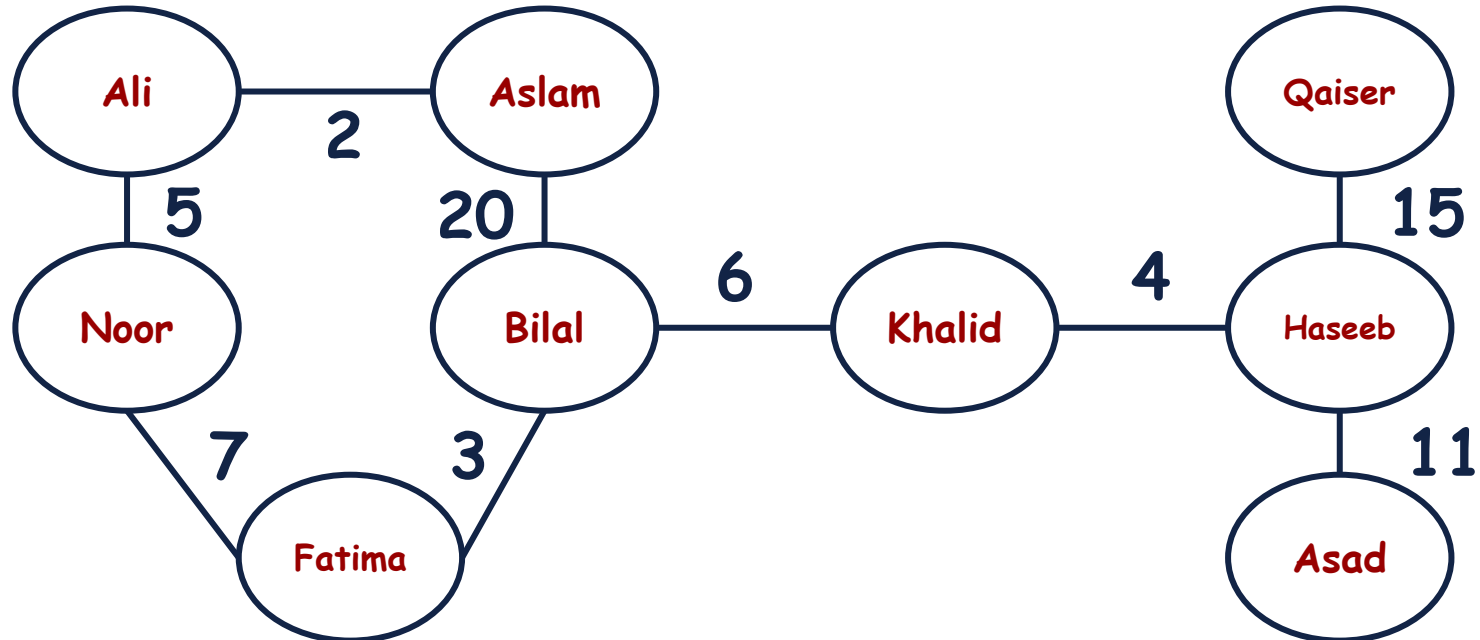 Ali
Aslam
Qaiser
2
5
20
15
6
4
Noor
Bilal
Khalid
Haseeb
7
3
11
Fatima
Asad